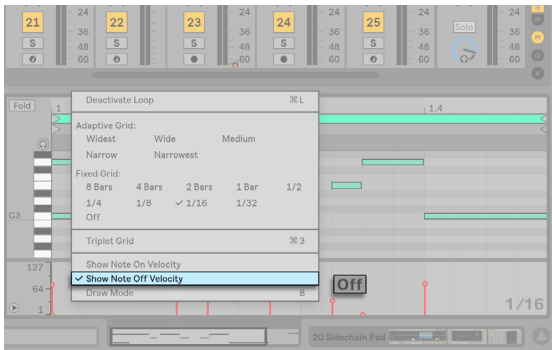 24 24 24 24
21 22 23 24 25
36 36 36 36 Solo
S S S S S
48 48 48 48
60 60 60 60
Fold 1 1.4
Deactivate Loop ⌘L
Adaptive Grid:
Widest Wide Medium
Narrow Narrowest
Fixed Grid:
8 Bars 4 Bars 2 Bars 1 Bar 1/2
1/4 1/8 ✓ 1/16 1/32
C3
Off
Triplet Grid ⌘3
127
Show Note On Velocity
✓ Show Note Off Velocity
64
Off
Draw Mode B
1 1/16
20 Sidechain Pad